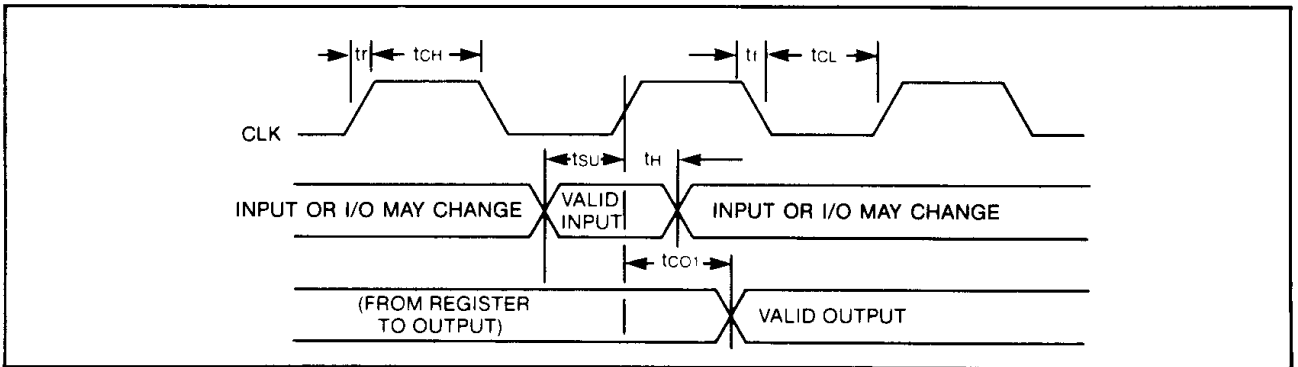 tr tCH tf tCL
CLK
tSU tH
INPUT OR I/O MAY CHANGE VALID INPUT INPUT OR I/O MAY CHANGE
tCO1
(FROM REGISTER
TO OUTPUT) VALID OUTPUT